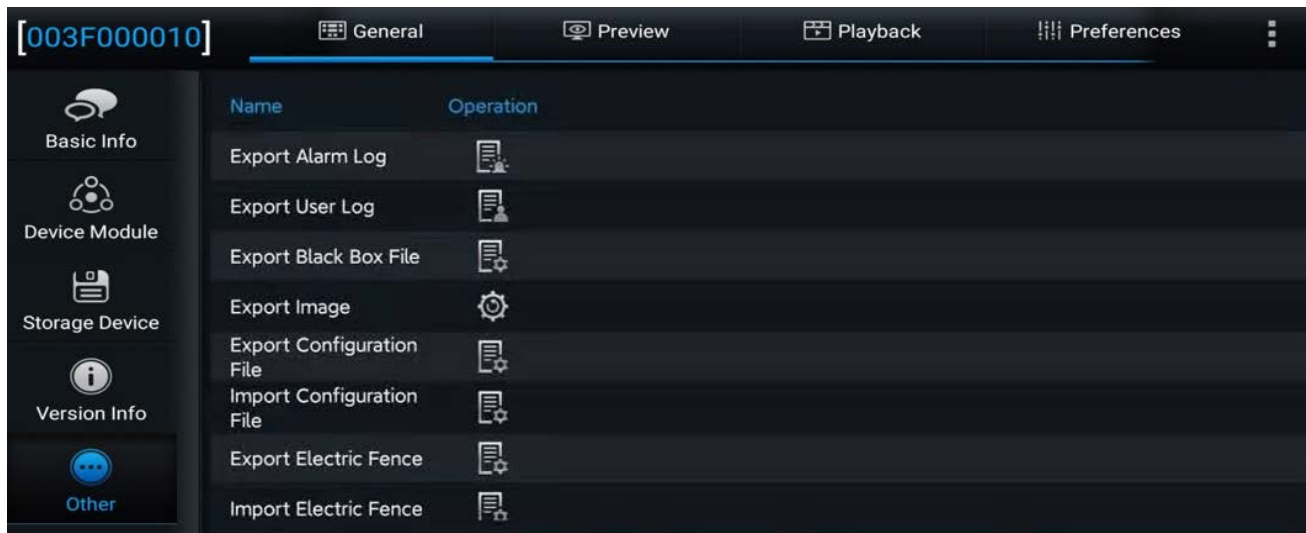 [003F000010]
General
Preview
Playback
Preferences
Basic Info
Device Module
Storage Device
Version Info
Other
Name Operation
Export Alarm Log
Export User Log
Export Black Box File
Export Image
Export Configuration
File
Import Configuration
File
Export Electric Fence
Import Electric Fence